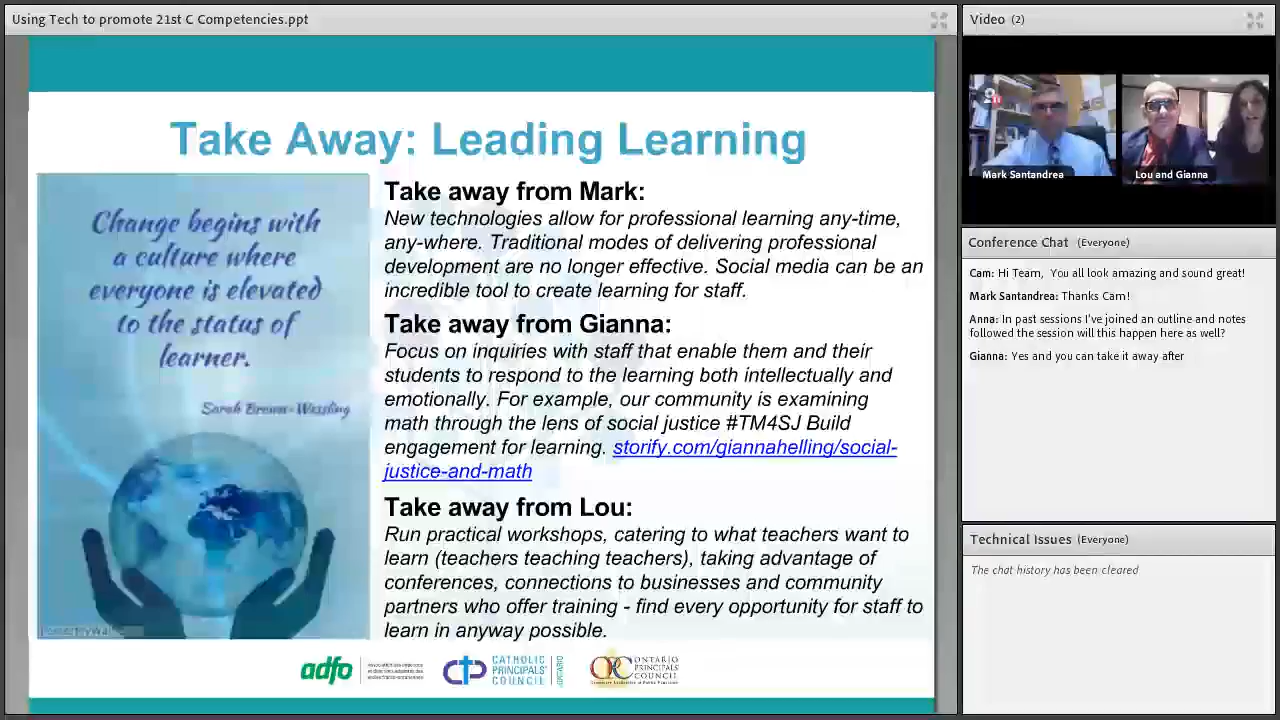 Using Tech to promote 21st C Competencies.ppt
Take Away: Leading Learning
Change begins with
a culture where
everyone is elevated
to the status of
learner.
Sarah Brown-Wessling
Take away from Mark:
New technologies allow for professional learning any-time,
any-where. Traditional modes of delivering professional
development are no longer effective. Social media can be an
incredible tool to create learning for staff.
Take away from Gianna:
Focus on inquiries with staff that enable them and their
students to respond to the learning both intellectually and
emotionally. For example, our community is examining
math through the lens of social justice #TM4SJ Build
engagement for learning. storify.com/giannahelling/social-
justice-and-math
Take away from Lou:
Run practical workshops, catering to what teachers want to
learn (teachers teaching teachers), taking advantage of
conferences, connections to businesses and community
partners who offer training - find every opportunity for staff to
learn in anyway possible.
adfo
CATHOLIC
PRINCIPALS'
COUNCIL
ONTARIO
ONTARIO
PRINCIPALS'
COUNCIL
Video (2)
Mark Santandrea
Lou and Gianna
Conference Chat (Everyone)
Cam: Hi Team, You all look amazing and sound great!
Mark Santandrea: Thanks Cam!
Anna: In past sessions I've joined an outline and notes
followed the session will this happen here as well?
Gianna: Yes and you can take it away after
Technical Issues (Everyone)
The chat history has been cleared